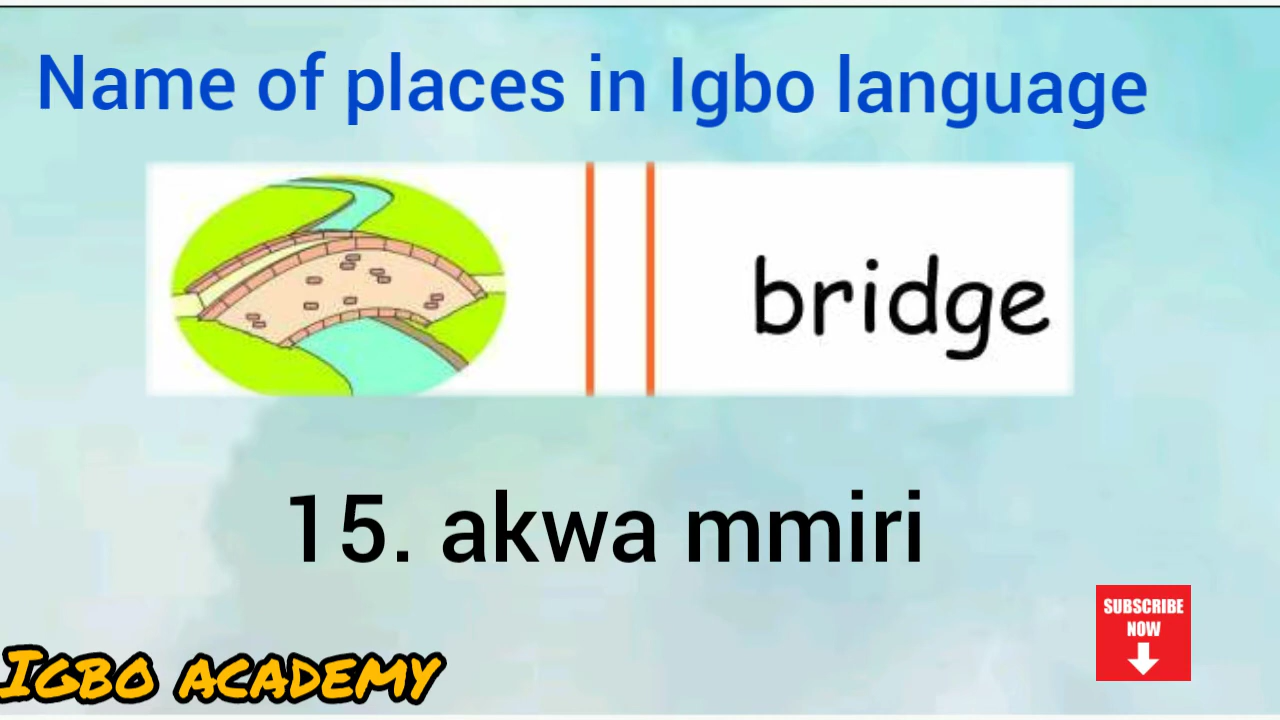 Name of places in Igbo language
bridge
15. akwa mmiri
SUBSCRIBE
NOW
IGBO ACADEMY